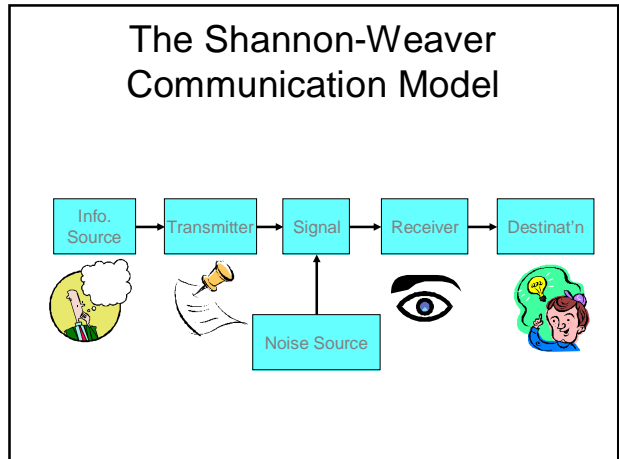 The Shannon-Weaver
Communication Model
Info.
Source
Transmitter
Signal
Receiver
Destinat'n
Noise Source